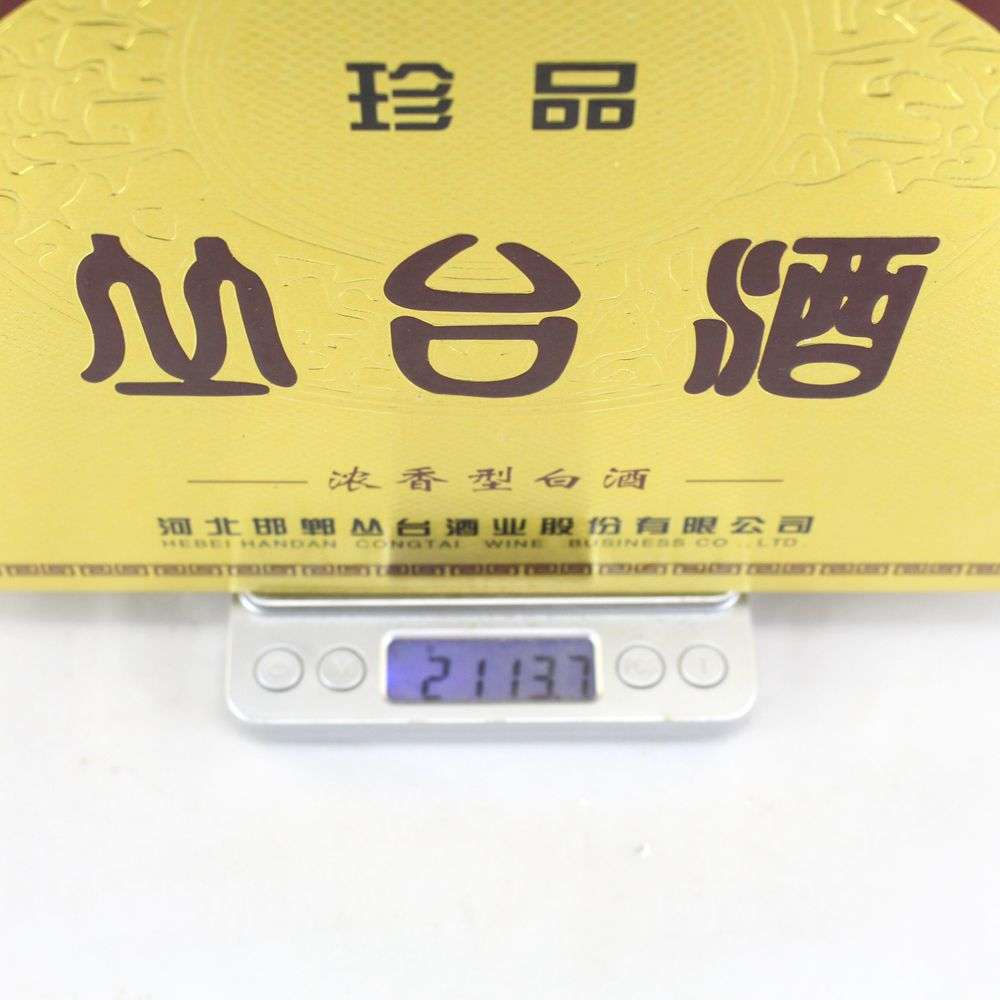 珍品
丛台酒
浓香型白酒
河北邯郸丛台酒业股份有限公司
HEBEI HANDAN CONGTAI WINE BUSINESS CO.,LTD.
2113.7
T